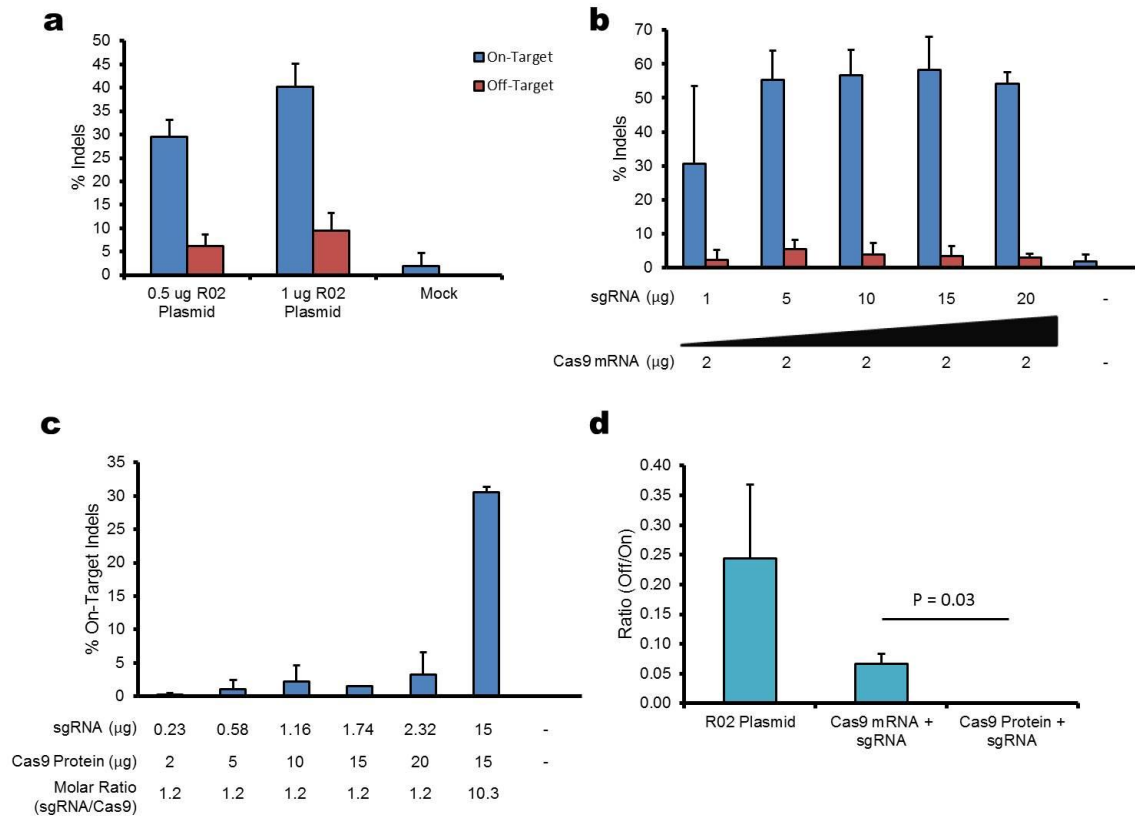 a
50
45
40
35
30
25
20
15
10
5
0
% Indels
On-Target
Off-Target
0.5 ug R02 Plasmid
1 ug R02 Plasmid
Mock
b
70
60
50
40
30
20
10
0
% Indels
sgRNA (µg) 1 5 10 15 20 -
Cas9 mRNA (µg) 2 2 2 2 2 -
c
35
30
25
20
15
10
5
0
% On-Target Indels
sgRNA (µg) 0.23 0.58 1.16 1.74 2.32 15 -
Cas9 Protein (µg) 2 5 10 15 20 15 -
Molar Ratio (sgRNA/Cas9) 1.2 1.2 1.2 1.2 1.2 10.3
d
0.40
0.35
0.30
0.25
0.20
0.15
0.10
0.05
0.00
Ratio (Off/On)
P = 0.03
R02 Plasmid
Cas9 mRNA + sgRNA
Cas9 Protein + sgRNA